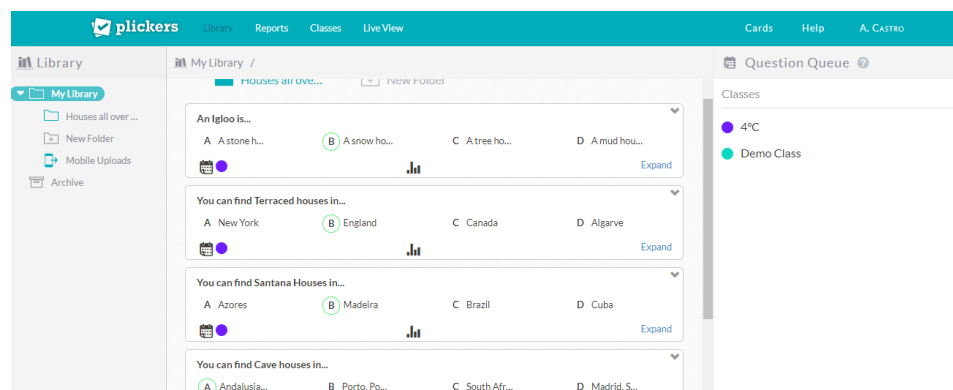 plickers Library Reports Classes Live View Cards Help A. CASTRO
Library
My Library
Houses all over ...
New Folder
Mobile Uploads
Archive
My Library /
Houses all ove... New Folder
An Igloo is...
A A stone h... B A snow ho... C A tree ho... D A mud hou...
Expand
You can find Terraced houses in...
A New York B England C Canada D Algarve
Expand
You can find Santana Houses in...
A Azores B Madeira C Brazil D Cuba
Expand
You can find Cave houses in...
A Andalusia... B Porto, Po... C South Afr... D Madrid, S...
Question Queue ?
Classes
4ºC
Demo Class